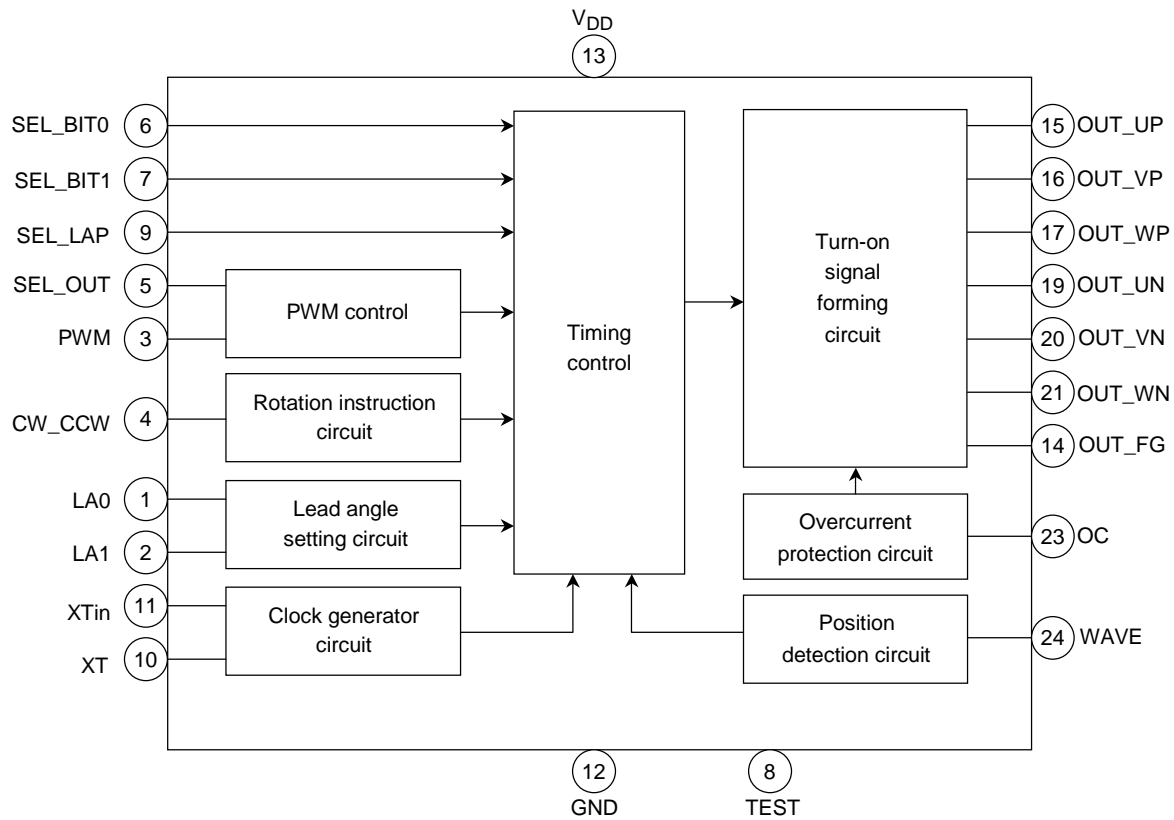 VDD
13
SEL_BIT0
6
SEL_BIT1
7
SEL_LAP
9
SEL_OUT
5
PWM
3
CW_CCW
4
LA0
1
LA1
2
XTin
11
XT
10
PWM control
Rotation instruction
circuit
Lead angle
setting circuit
Clock generator
circuit
Timing
control
Turn-on
signal
forming
circuit
Overcurrent
protection circuit
Position
detection circuit
15
OUT_UP
16
OUT_VP
17
OUT_WP
19
OUT_UN
20
OUT_VN
21
OUT_WN
14
OUT_FG
23
OC
24
WAVE
12
GND
8
TEST